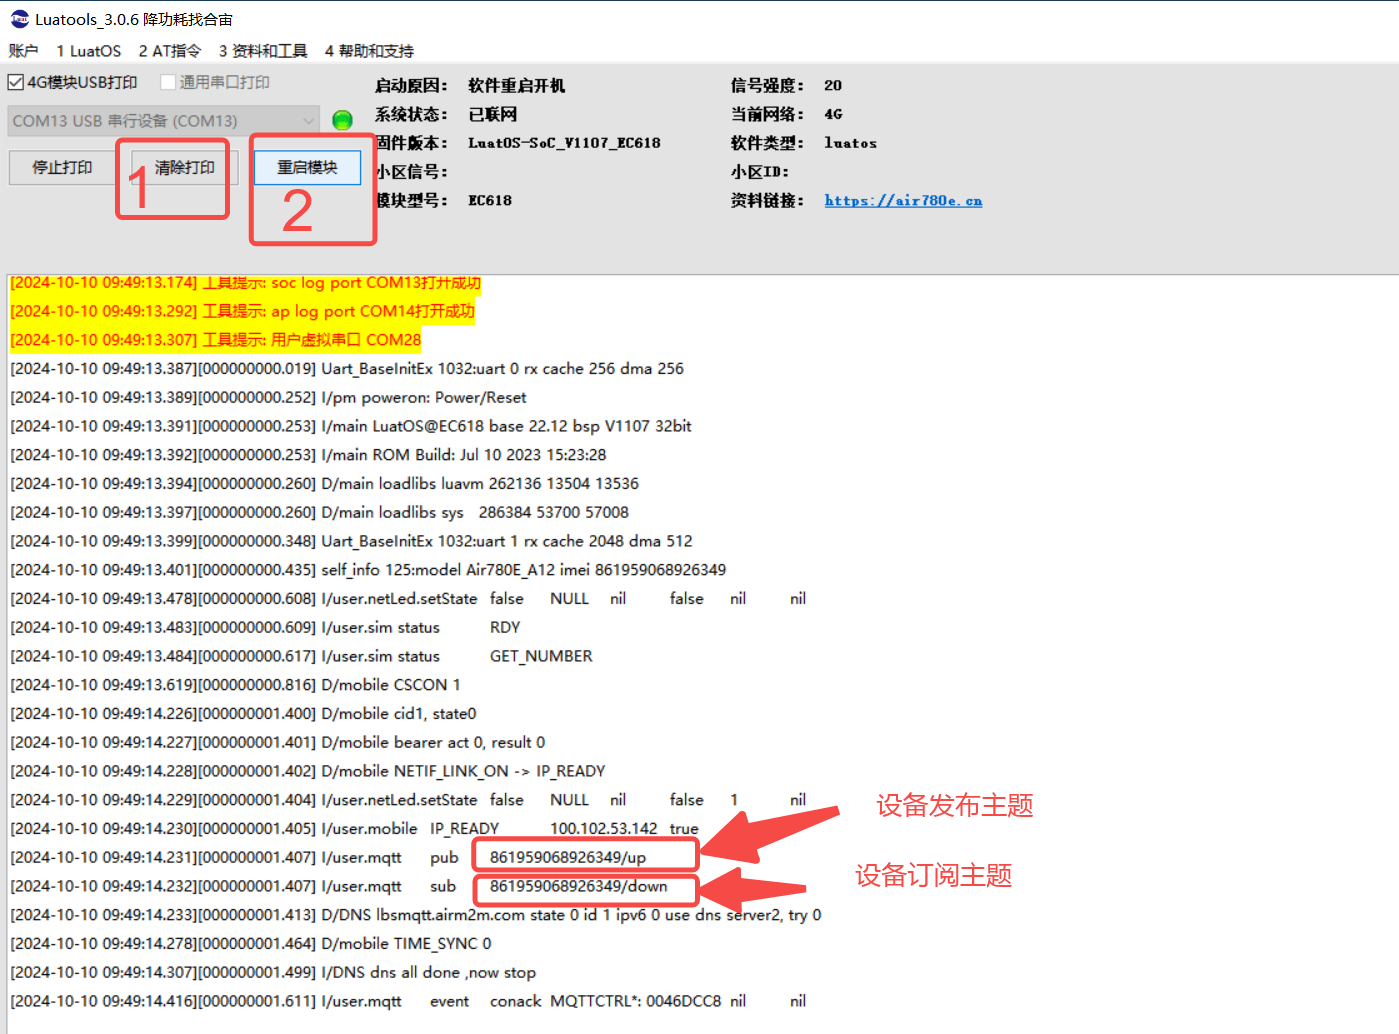 Luat Luatools_3.0.6 降功耗找合宙
账户 1 LuatOS 2 AT指令 3 资料和工具 4 帮助和支持
4G模块USB打印 通用串口打印
COM13 USB 串行设备 (COM13)
停止打印 清除打印 重启模块
1 2
启动原因： 软件重启开机 信号强度： 20
系统状态： 已联网 当前网络： 4G
固件版本： LuatOS-SoC_V1107_EC618 软件类型： luatos
小区信号： 小区ID：
模块型号： EC618 资料链接： https://air780e.cn
[2024-10-10 09:49:13.174] 工具提示: soc log port COM13打开成功
[2024-10-10 09:49:13.292] 工具提示: ap log port COM14打开成功
[2024-10-10 09:49:13.307] 工具提示: 用户虚拟串口 COM28
[2024-10-10 09:49:13.387][000000000.019] Uart_BaseInitEx 1032:uart 0 rx cache 256 dma 256
[2024-10-10 09:49:13.389][000000000.252] I/pm poweron: Power/Reset
[2024-10-10 09:49:13.391][000000000.253] I/main LuatOS@EC618 base 22.12 bsp V1107 32bit
[2024-10-10 09:49:13.392][000000000.253] I/main ROM Build: Jul 10 2023 15:23:28
[2024-10-10 09:49:13.394][000000000.260] D/main loadlibs luavm 262136 13504 13536
[2024-10-10 09:49:13.397][000000000.260] D/main loadlibs sys 286384 53700 57008
[2024-10-10 09:49:13.399][000000000.348] Uart_BaseInitEx 1032:uart 1 rx cache 2048 dma 512
[2024-10-10 09:49:13.401][000000000.435] self_info 125:model Air780E_A12 imei 861959068926349
[2024-10-10 09:49:13.478][000000000.608] I/user.netLed.setState false NULL nil false nil nil
[2024-10-10 09:49:13.483][000000000.609] I/user.sim status RDY
[2024-10-10 09:49:13.484][000000000.617] I/user.sim status GET_NUMBER
[2024-10-10 09:49:13.619][000000000.816] D/mobile CSCON 1
[2024-10-10 09:49:14.226][000000001.400] D/mobile cid1, state0
[2024-10-10 09:49:14.227][000000001.401] D/mobile bearer act 0, result 0
[2024-10-10 09:49:14.228][000000001.402] D/mobile NETIF_LINK_ON -> IP_READY
[2024-10-10 09:49:14.229][000000001.404] I/user.netLed.setState false NULL nil false 1 nil
设备发布主题
[2024-10-10 09:49:14.230][000000001.405] I/user.mobile IP_READY 100.102.53.142 true
[2024-10-10 09:49:14.231][000000001.407] I/user.mqtt pub 861959068926349/up
设备订阅主题
[2024-10-10 09:49:14.232][000000001.407] I/user.mqtt sub 861959068926349/down
[2024-10-10 09:49:14.233][000000001.413] D/DNS lbsmqtt.airm2m.com state 0 id 1 ipv6 0 use dns server2, try 0
[2024-10-10 09:49:14.278][000000001.464] D/mobile TIME_SYNC 0
[2024-10-10 09:49:14.307][000000001.499] I/DNS dns all done ,now stop
[2024-10-10 09:49:14.416][000000001.611] I/user.mqtt event conack MQTTCTRL*: 0046DCC8 nil nil